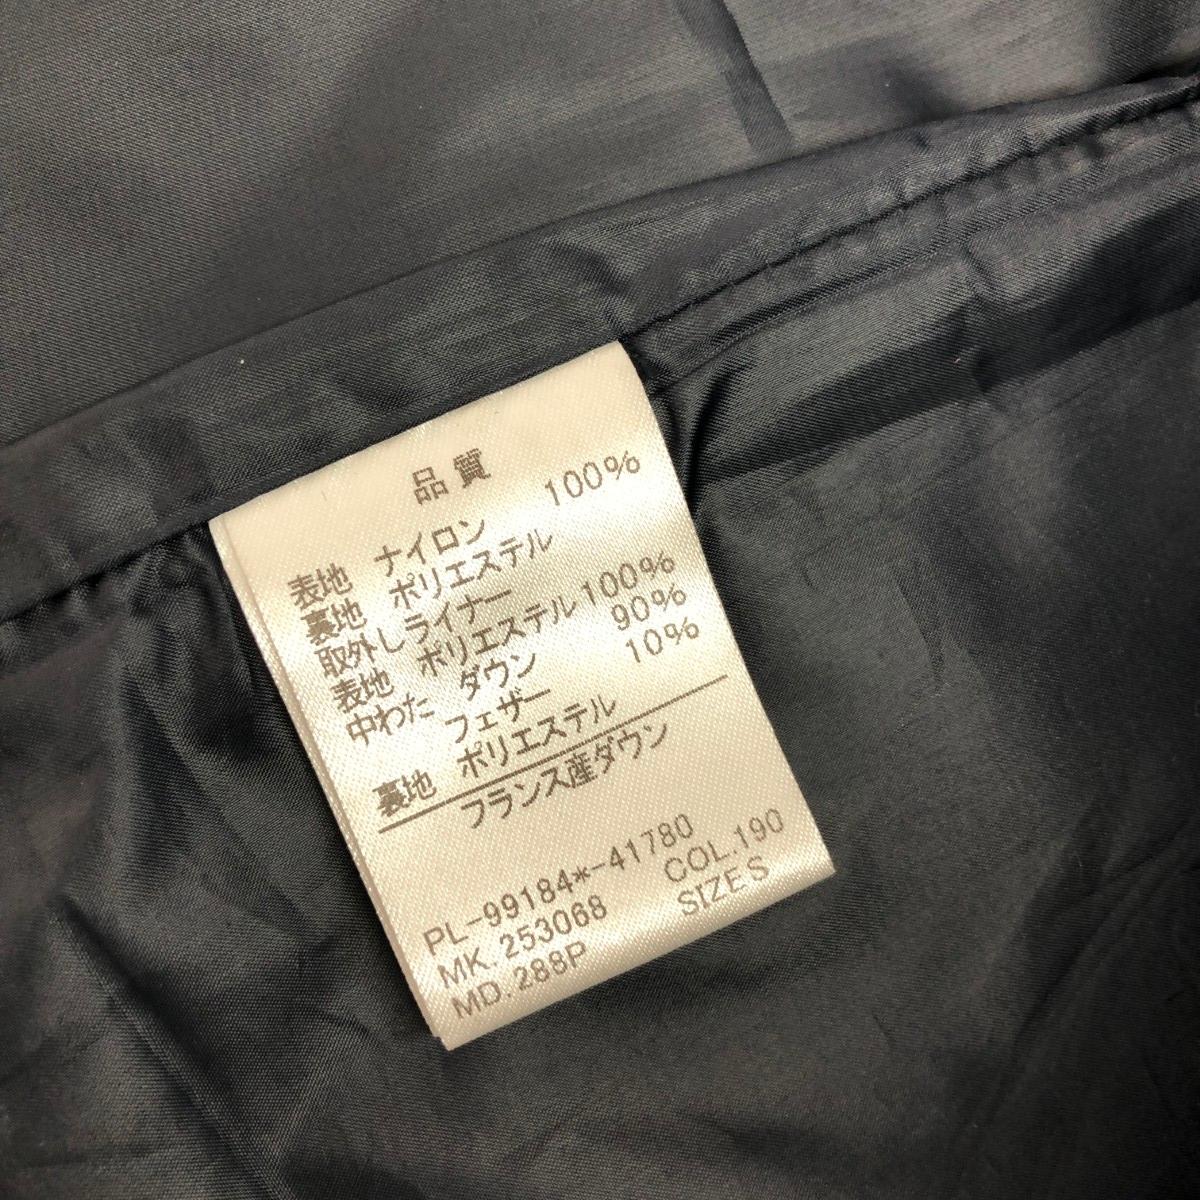 品質
表地 ナイロン 100%
裏地 ポリエステル
取外しライナー
表地 ポリエステル 100%
中わた ダウン 90%
フェザー 10%
裏地 ポリエステル
フランス産ダウン
PL-99184*-41780
MK. 253068 COL.190
MD. 288P SIZE S